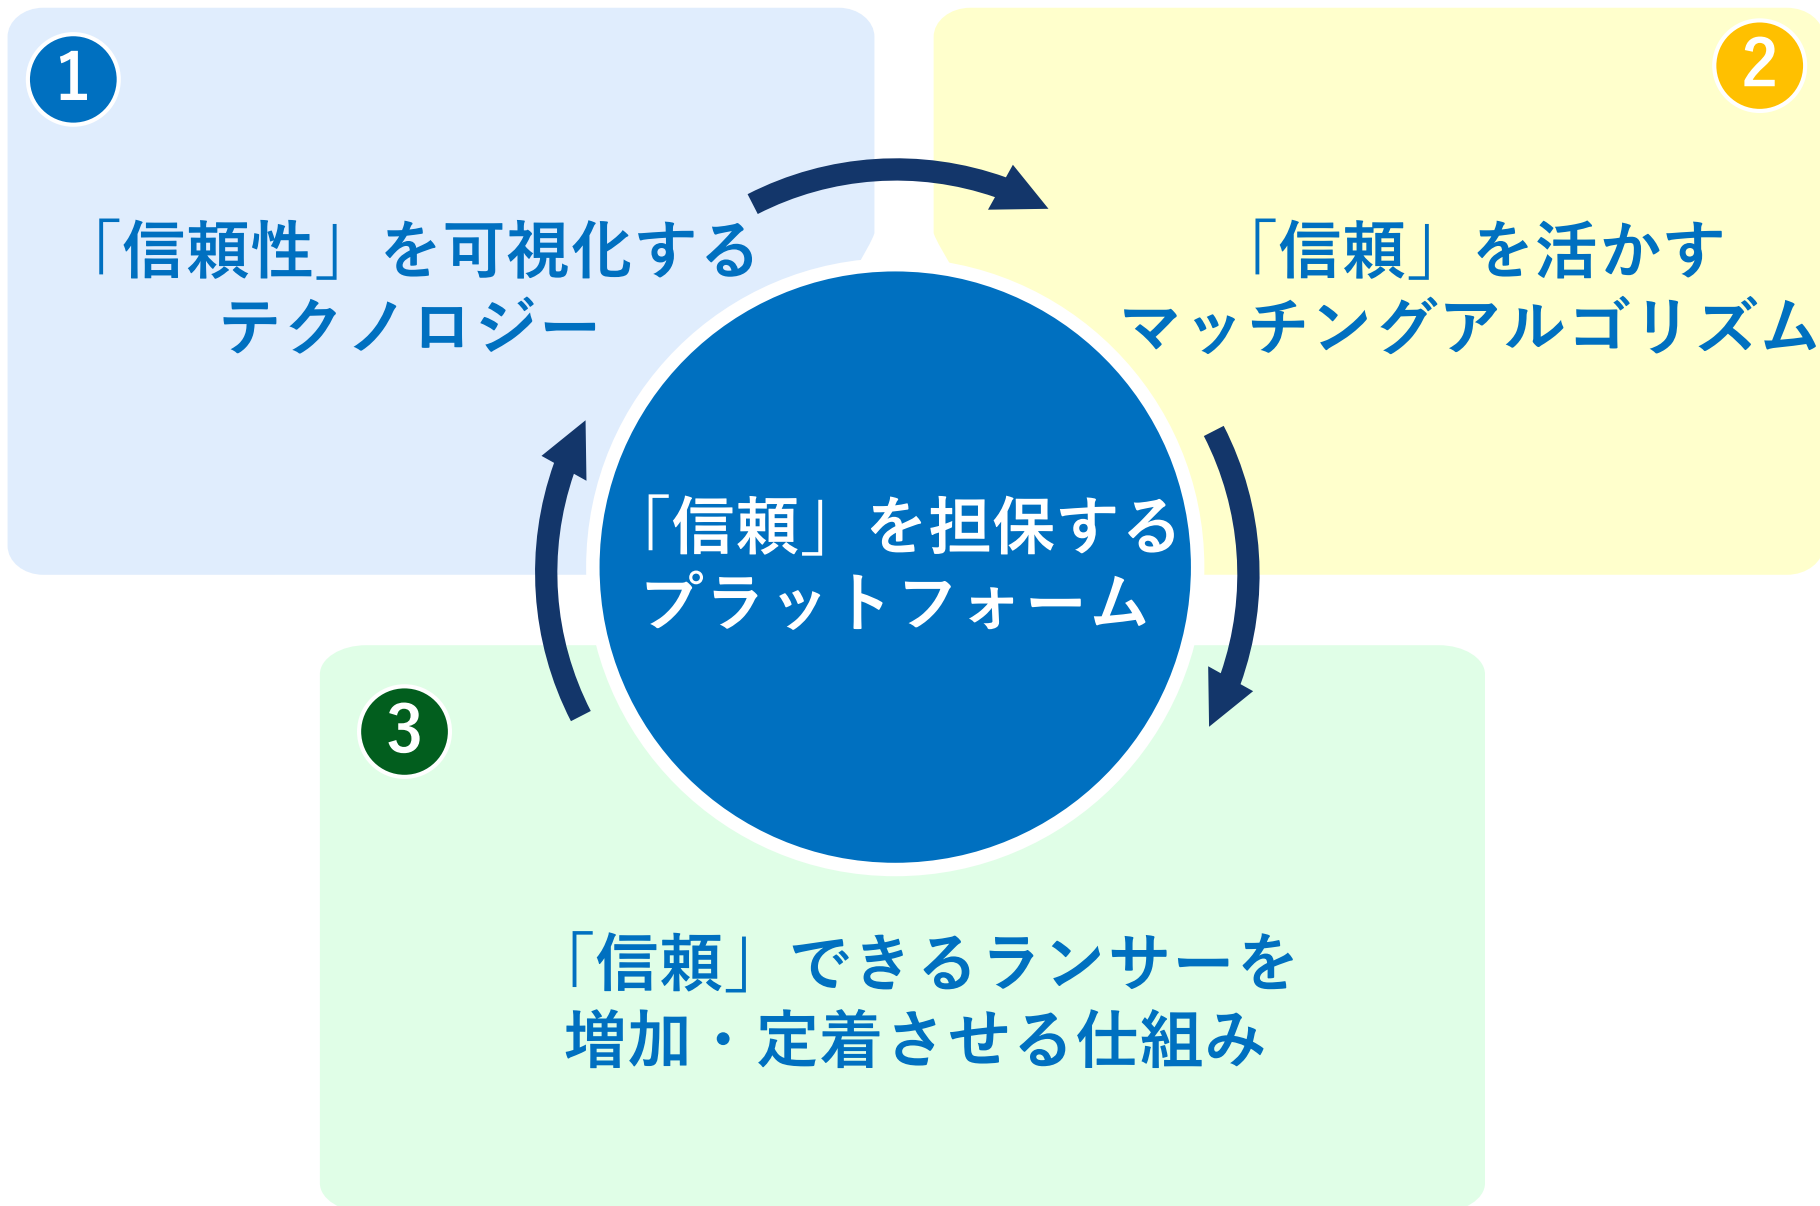 1
「信頼性」を可視化する
テクノロジー
2
「信頼」を活かす
マッチングアルゴリズム
「信頼」を担保する
プラットフォーム
3
「信頼」できるランサーを
増加・定着させる仕組み